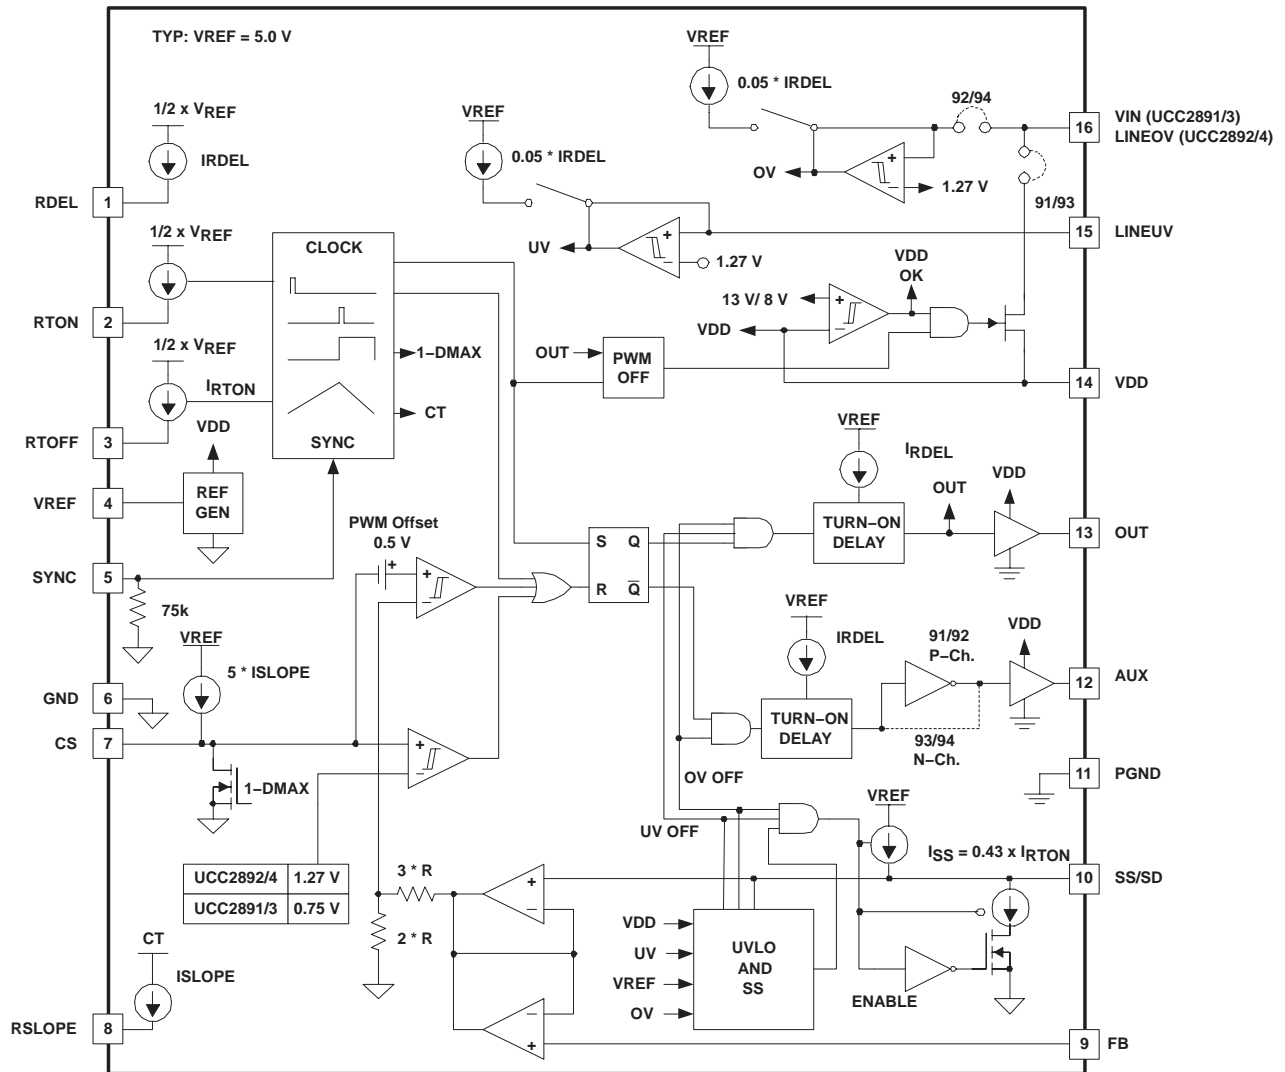 TYP: VREF = 5.0 V
VREF
0.05 * IRDEL
92/94
16
VIN (UCC2891/3)
LINEOV (UCC2892/4)
1/2 x VREF
IRDEL
VREF
0.05 * IRDEL
+
−
OV
1.27 V
91/93
RDEL
1
1/2 x VREF
UV
+
−
1.27 V
15
LINEUV
CLOCK
VDD
OK
13 V/ 8 V
+
−
RTON
2
VDD
1/2 x VREF
OUT
PWM
OFF
1−DMAX
14
VDD
IRTON
CT
RTOFF
3
VDD
SYNC
VREF
IRDEL
VREF
4
REF
GEN
OUT
VDD
PWM Offset
0.5 V
TURN−ON
DELAY
13
OUT
S
Q
SYNC
5
+
+
−
R
Q
75k
VREF
VREF
IRDEL
91/92
P−Ch.
VDD
5 * ISLOPE
12
AUX
GND
6
TURN−ON
DELAY
CS
7
+
−
93/94
N−Ch.
1−DMAX
OV OFF
11
PGND
VREF
UV OFF
ISS = 0.43 x IRTON
UCC2892/4
1.27 V
3 * R
+
−
10
SS/SD
UCC2891/3
0.75 V
VDD
2 * R
CT
UV
UVLO
AND
SS
ISLOPE
VREF
ENABLE
OV
−
+
RSLOPE
8
9
FB